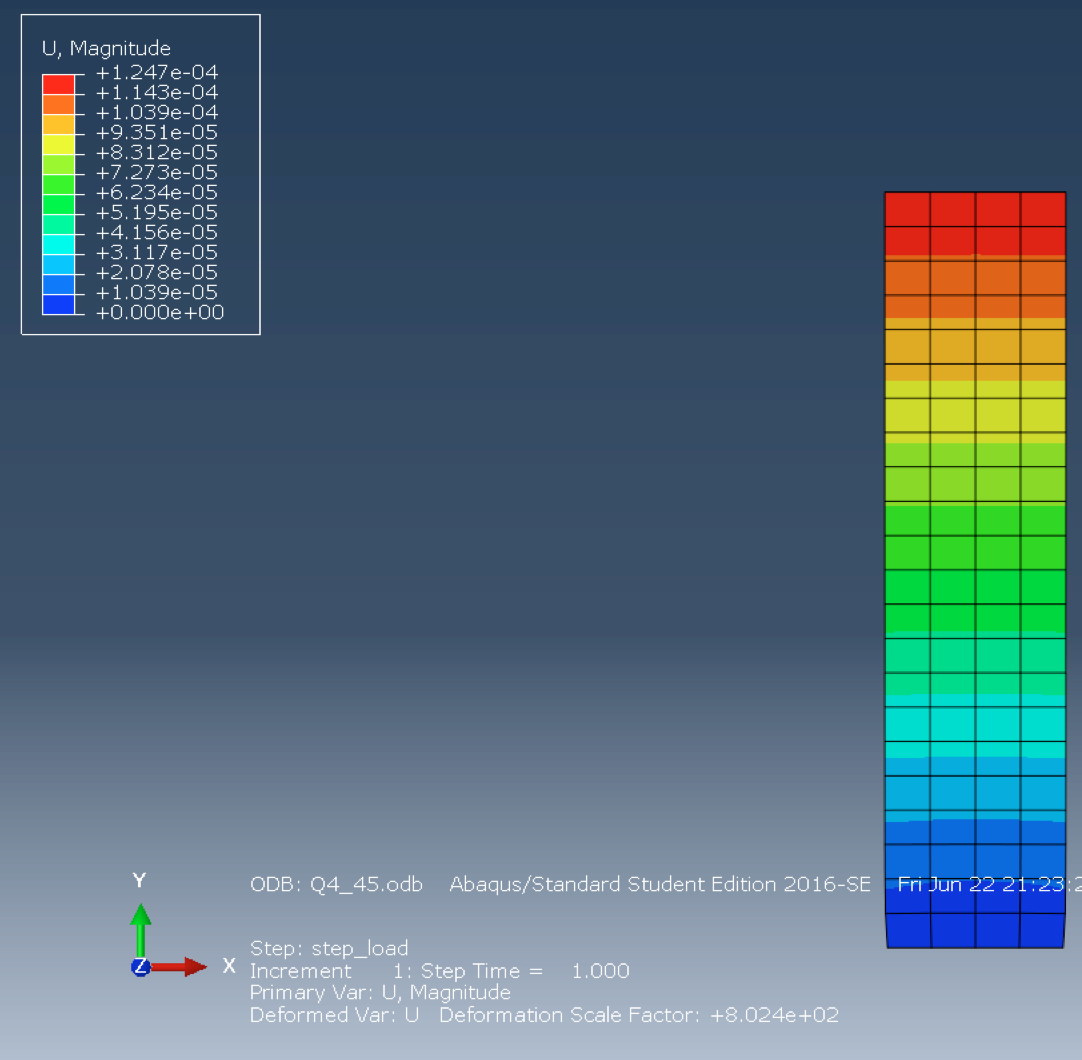 U, Magnitude
+1.247e-04
+1.143e-04
+1.039e-04
+9.351e-05
+8.312e-05
+7.273e-05
+6.234e-05
+5.195e-05
+4.156e-05
+3.117e-05
+2.078e-05
+1.039e-05
+0.000e+00
Y
ODB: Q4_45.odb Abaqus/Standard Student Edition 2016-SE Fri Jun 22 21:23:2
Z
X
Step: step_load
Increment 1: Step Time = 1.000
Primary Var: U, Magnitude
Deformed Var: U Deformation Scale Factor: +8.024e+02